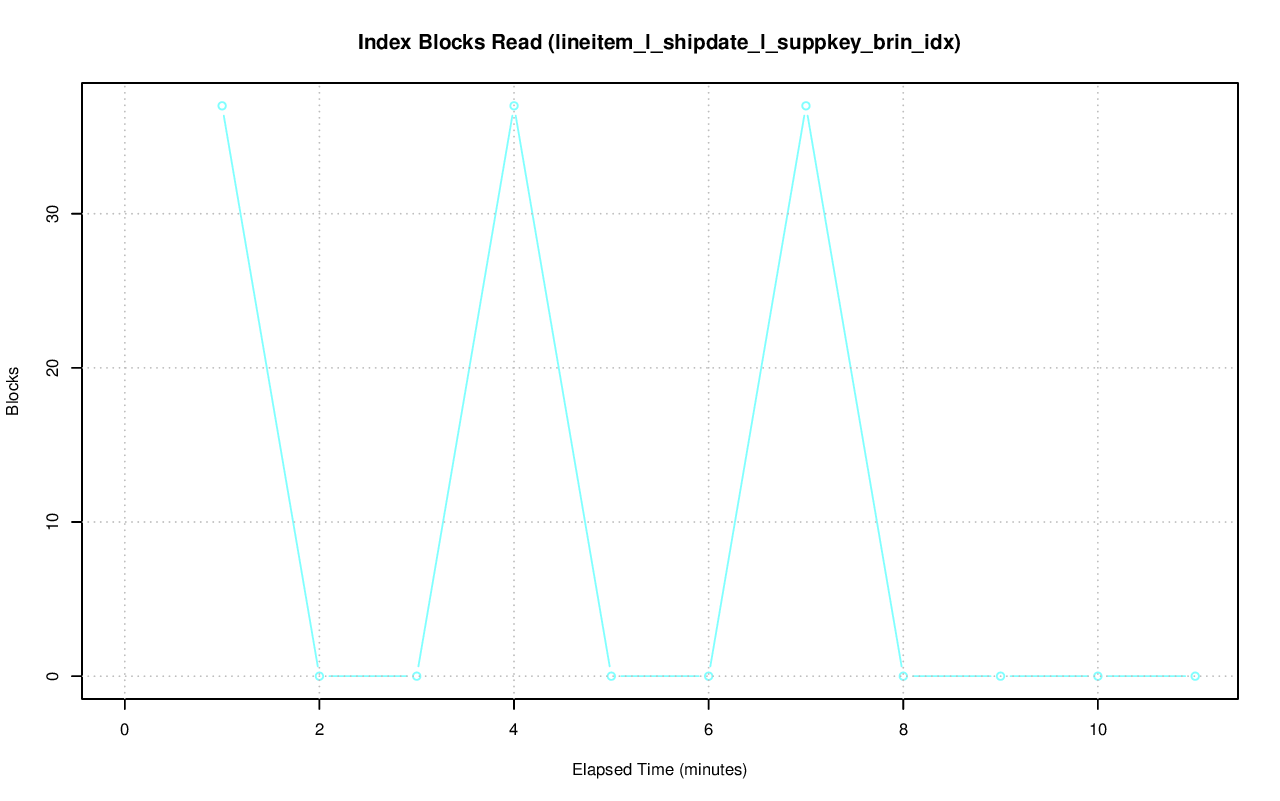 Index Blocks Read (lineitem_l_shipdate_l_suppkey_brin_idx)
Blocks
30
20
10
0
0 2 4 6 8 10
Elapsed Time (minutes)